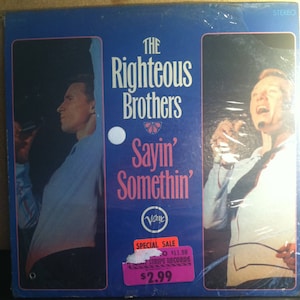 STEREO
THE
Righteous
Brothers
Sayin'
Somethin'
Verve
SPECIAL SALE
$2.99